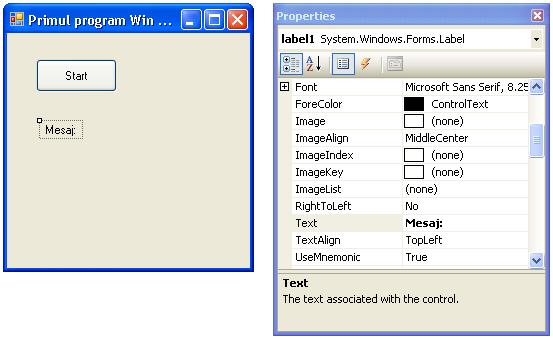 Primul program Win ...
Start
Mesaj:
Properties
label1 System.Windows.Forms.Label
Font Microsoft Sans Serif, 8.25
ForeColor ControlText
Image (none)
ImageAlign MiddleCenter
ImageIndex (none)
ImageKey (none)
ImageList (none)
RightToLeft No
Text Mesaj:
TextAlign TopLeft
UseMnemonic True
Text
The text associated with the control.